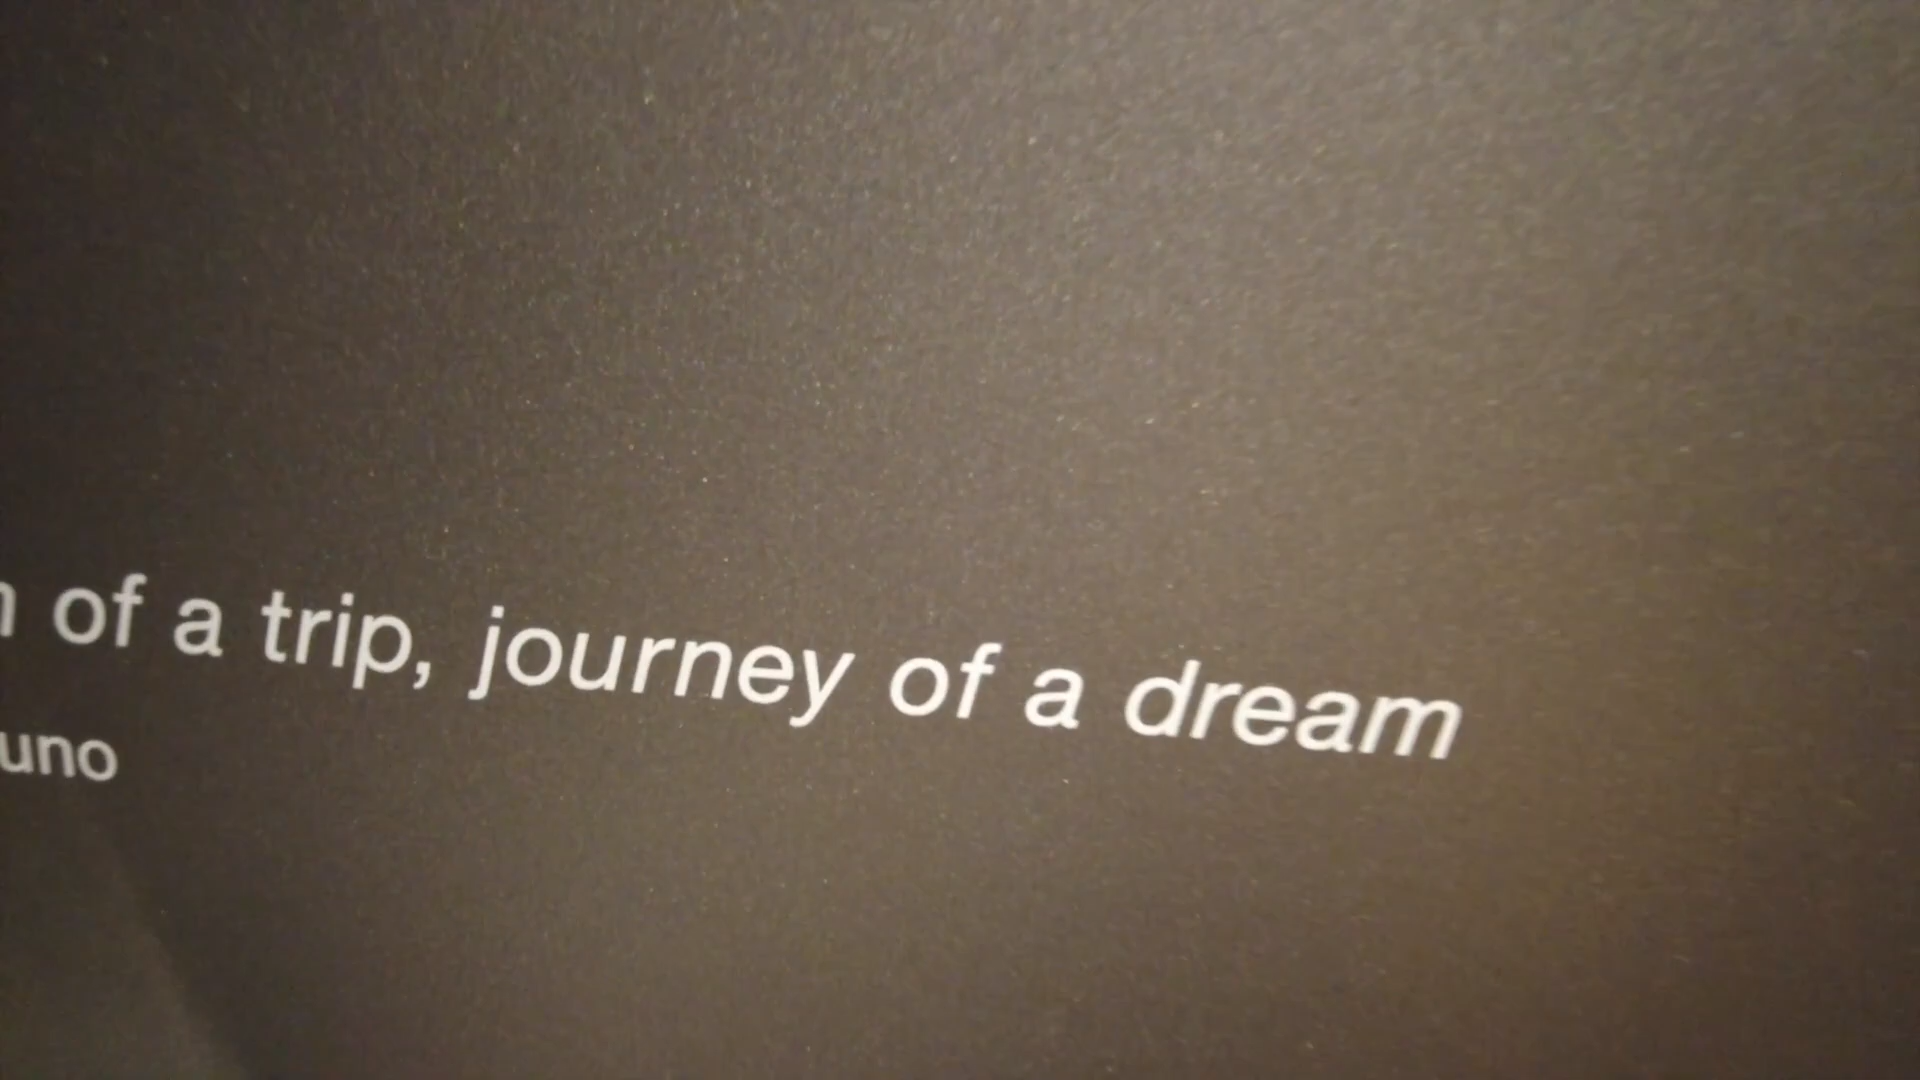 of a trip, journey of a dream
uno